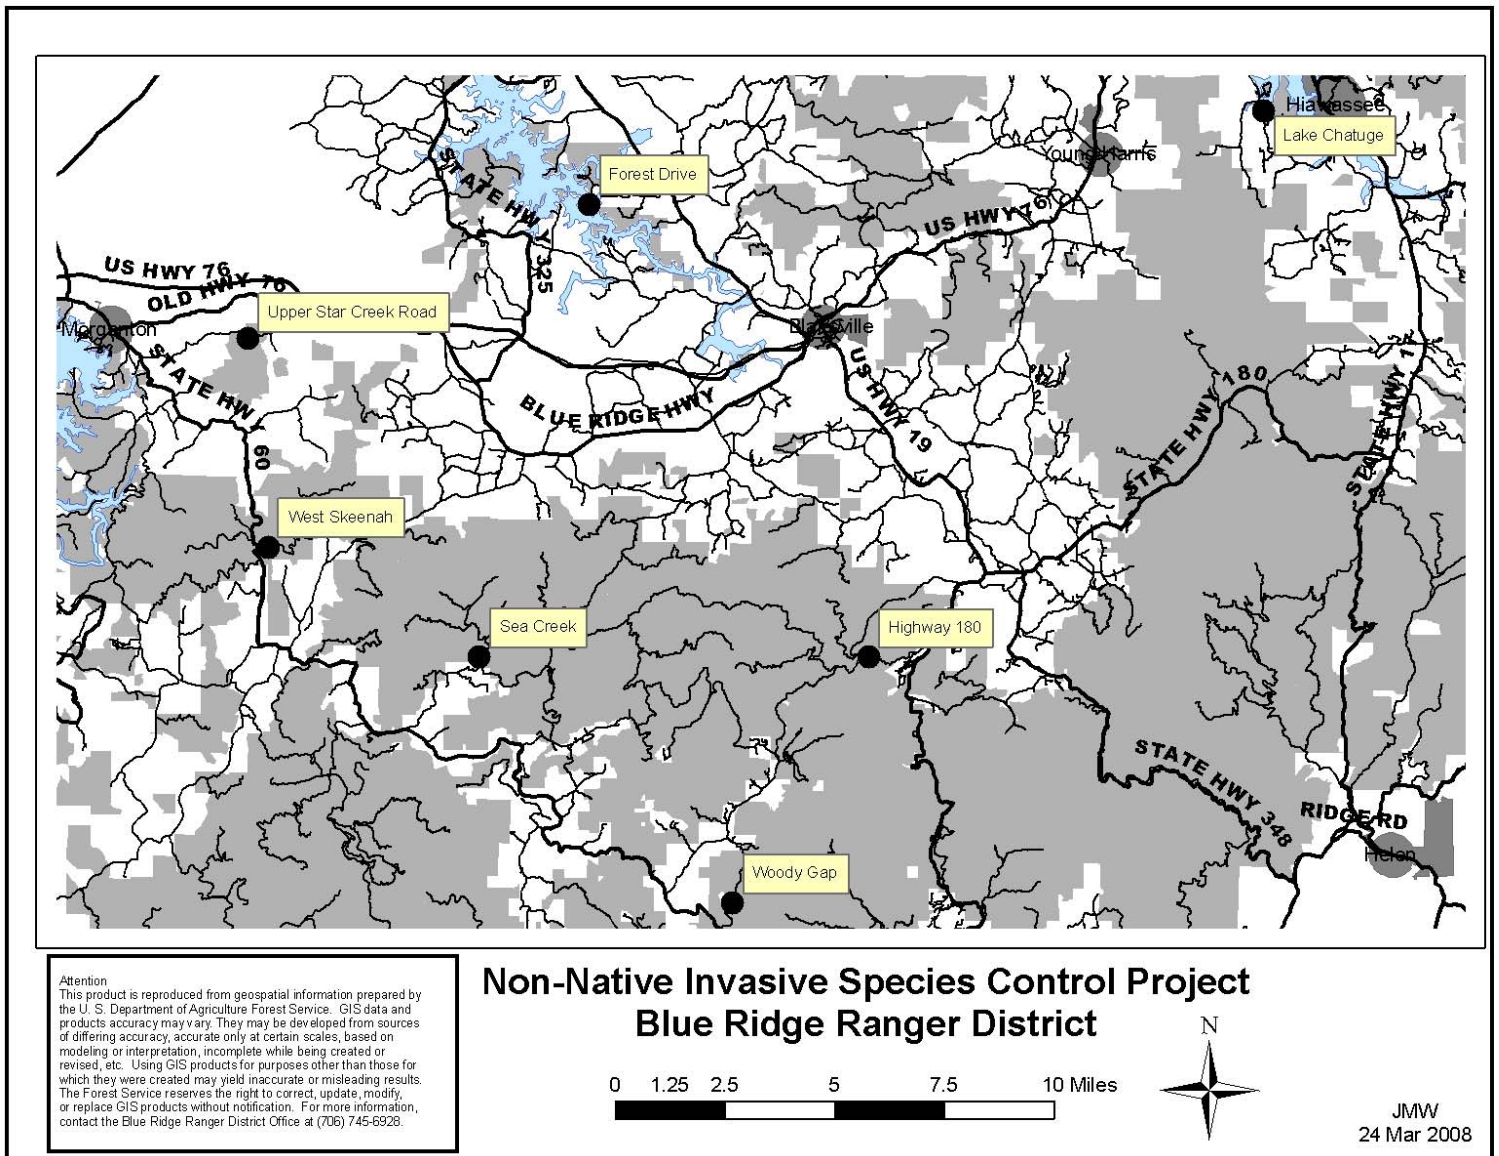 Hiawassee
Lake Chatuge
Young Harris
Forest Drive
STATE HWY 325
US HWY 76
US HWY 76
OLD HWY 76
Upper Star Creek Road
Morganton
Blairsville
STATE HWY 60
BLUE RIDGE HWY
US HWY 19
STATE HWY 180
STATE HWY 17
West Skeenah
Sea Creek
Highway 180
STATE HWY 348
RIDGE RD
Helen
Woody Gap
Attention
This product is reproduced from geospatial information prepared by
the U. S. Department of Agriculture Forest Service. GIS data and
products accuracy may vary. They may be developed from sources
of differing accuracy, accurate only at certain scales, based on
modeling or interpretation, incomplete while being created or
revised, etc. Using GIS products for purposes other than those for
which they were created may yield inaccurate or misleading results.
The Forest Service reserves the right to correct, update, modify,
or replace GIS products without notification. For more information,
contact the Blue Ridge Ranger District Office at (706) 745-6928.
Non-Native Invasive Species Control Project
Blue Ridge Ranger District
N
0 1.25 2.5 5 7.5 10 Miles
JMW
24 Mar 2008